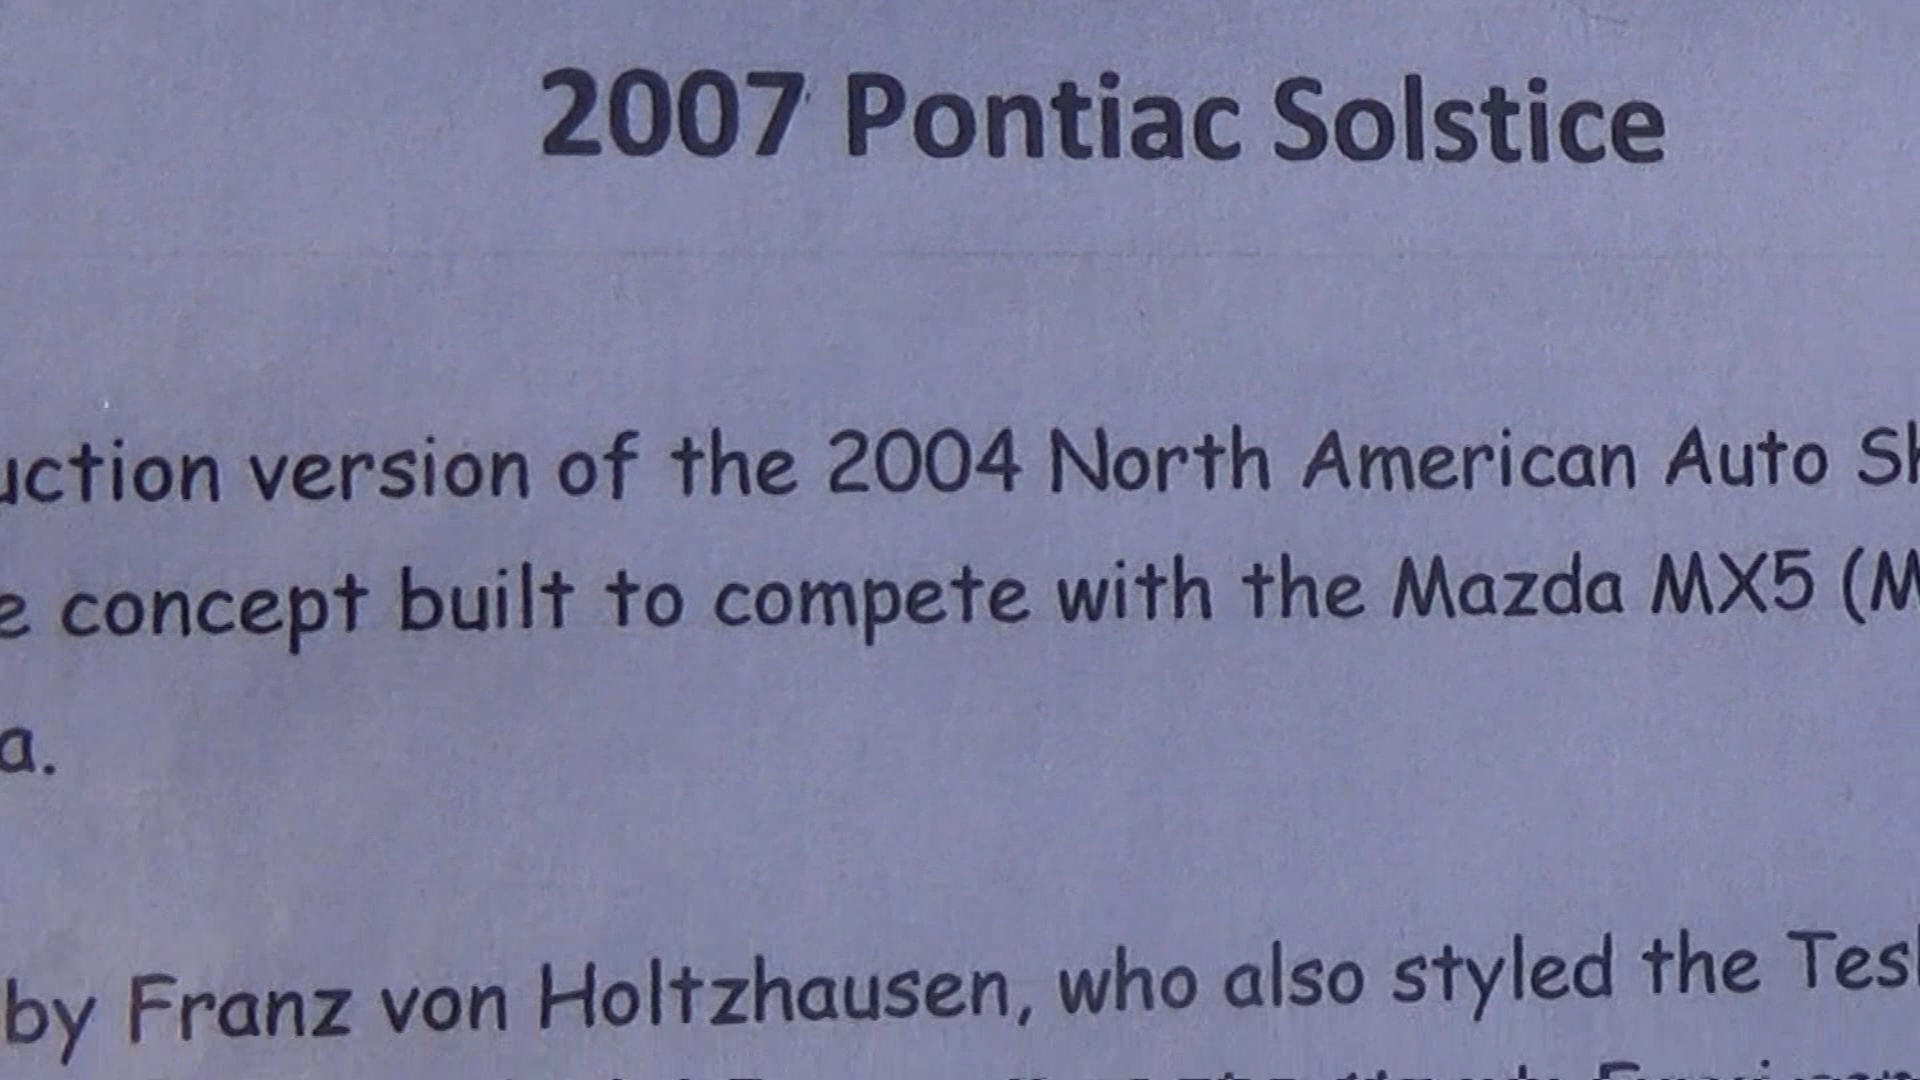 2007 Pontiac Solstice
uction version of the 2004 North American Auto Sh
e concept built to compete with the Mazda MX5 (M
a.
by Franz von Holtzhausen, who also styled the Tesl